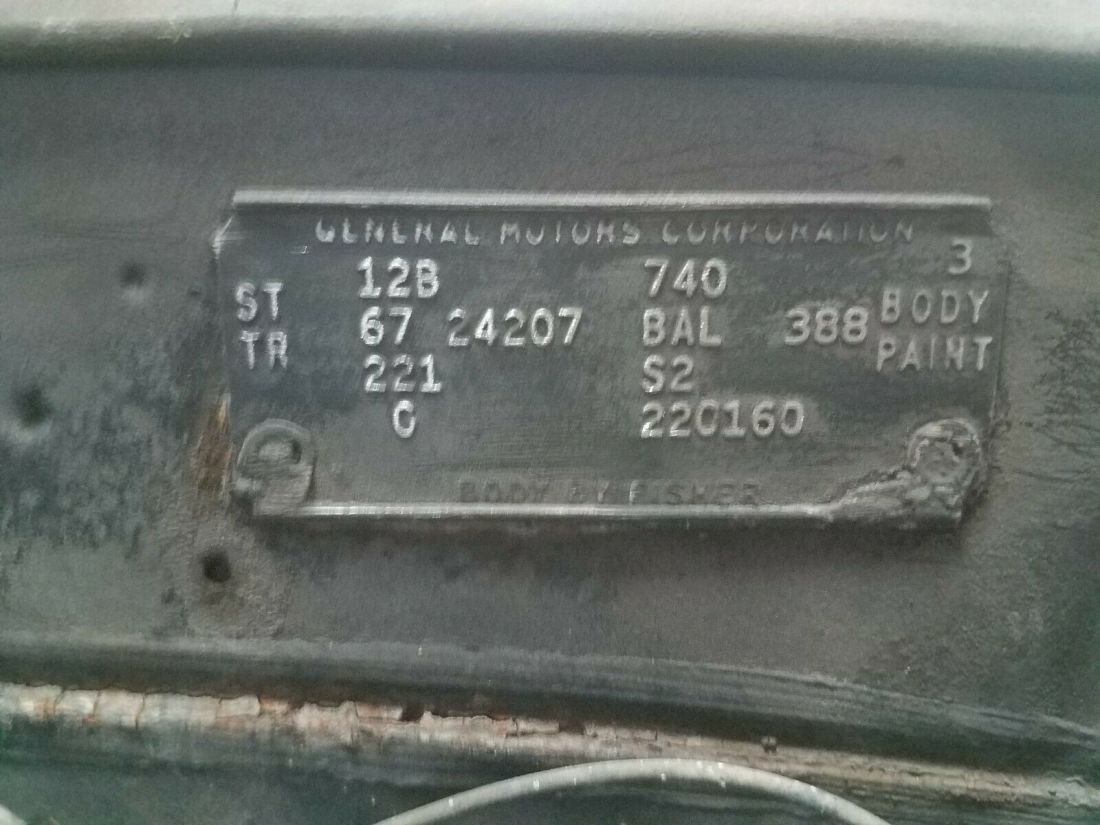 GENERAL MOTORS CORPORATION
12B 740 3
ST 67 24207 BAL 388 BODY
TR 221 S2 PAINT
G 220160
BODY BY FISHER